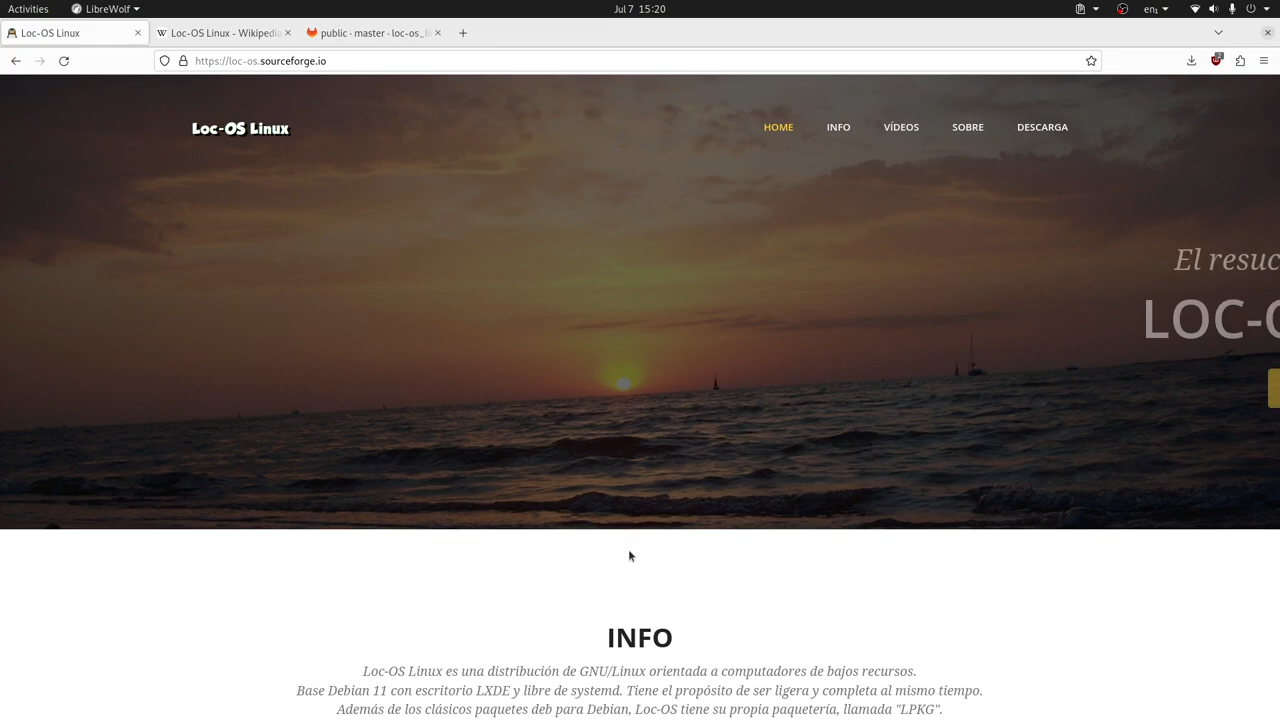 Activities LibreWolf Jul 7 15:20 en₁
Loc-OS Linux Loc-OS Linux - Wikipedia public · master · loc-os_li
https://loc-os.sourceforge.io 2
Loc-OS Linux HOME INFO VÍDEOS SOBRE DESCARGA
El resuc
LOC-O
INFO
Loc-OS Linux es una distribución de GNU/Linux orientada a computadores de bajos recursos.
Base Debian 11 con escritorio LXDE y libre de systemd. Tiene el propósito de ser ligera y completa al mismo tiempo.
Además de los clásicos paquetes deb para Debian, Loc-OS tiene su propia paquetería, llamada "LPKG".